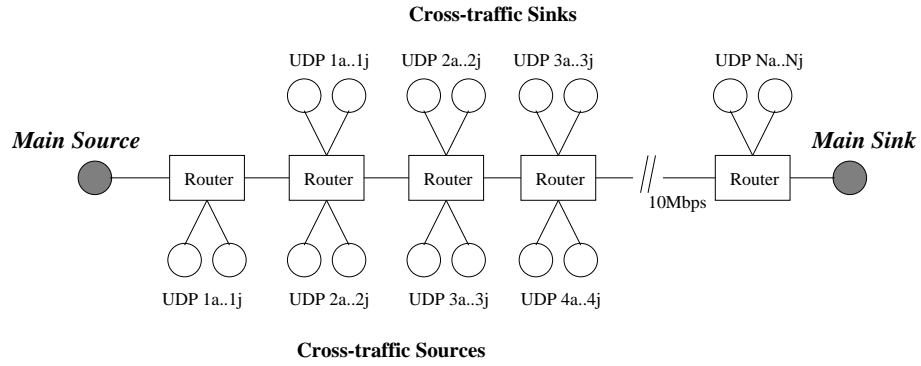 Cross-traffic Sinks
UDP 1a..1j
UDP 2a..2j
UDP 3a..3j
UDP Na..Nj
Main Source
Main Sink
Router
Router
Router
Router
Router
10Mbps
UDP 1a..1j
UDP 2a..2j
UDP 3a..3j
UDP 4a..4j
Cross-traffic Sources